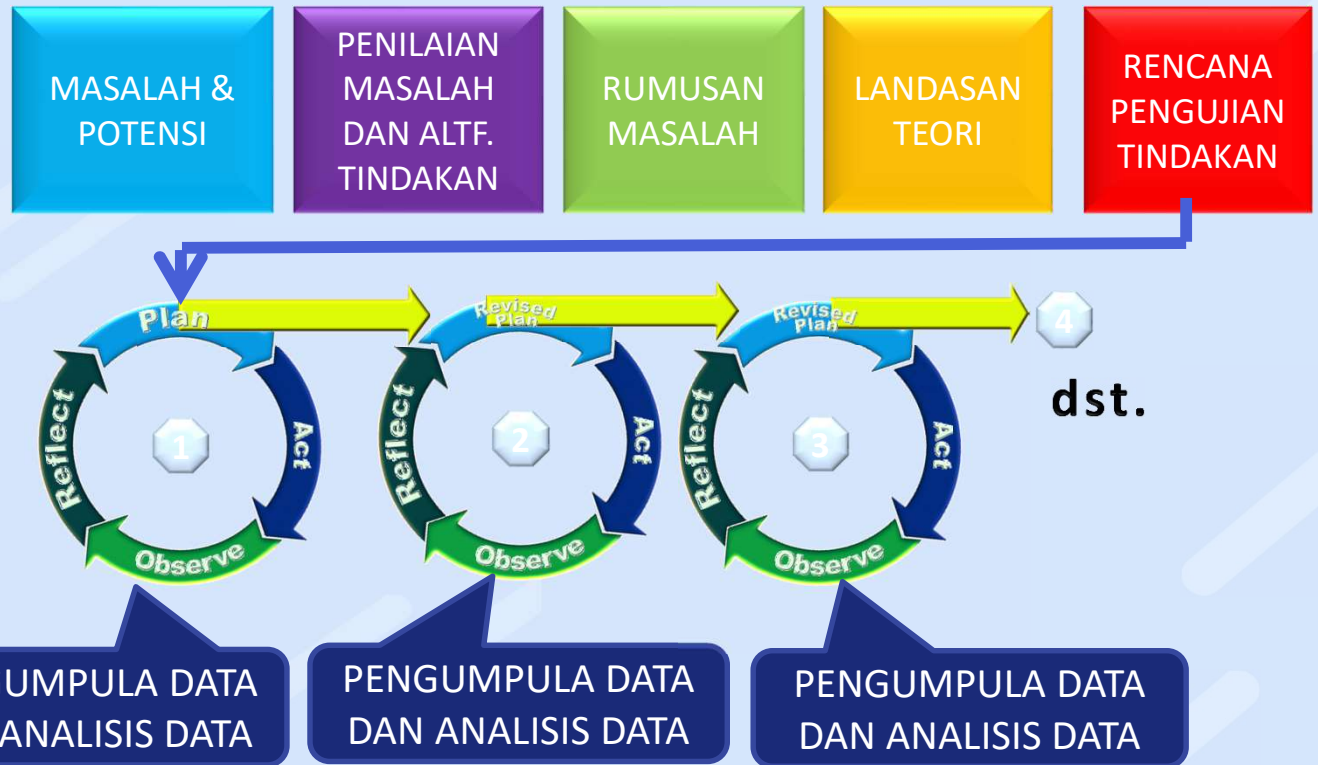 MASALAH &
POTENSI
PENILAIAN
MASALAH
DAN ALTF.
TINDAKAN
RUMUSAN
MASALAH
LANDASAN
TEORI
RENCANA
PENGUJIAN
TINDAKAN
Plan
Act
Observe
Reflect
1
Revised
Plan
Act
Observe
Reflect
2
Revised
Plan
Act
Observe
Reflect
3
4
dst.
UMPULA DATA
ANALISIS DATA
PENGUMPULA DATA
DAN ANALISIS DATA
PENGUMPULA DATA
DAN ANALISIS DATA